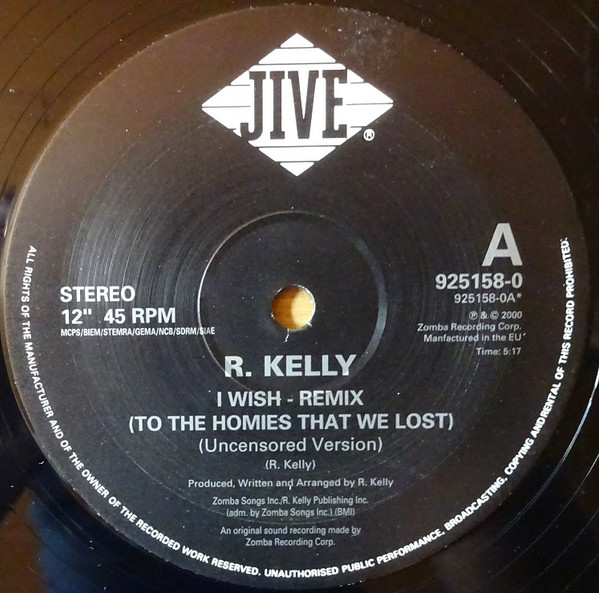 JIVE®
A
925158-0
925158-0A*
STEREO
12" 45 RPM
MCPS/BIEM/STEMRA/GEMA/NCB/SDRM/SIAE
℗ & © 2000
Zomba Recording Corp.
Manfactured in the EU
Time: 5:17
R. KELLY
I WISH - REMIX
(TO THE HOMIES THAT WE LOST)
(Uncensored Version)
(R. Kelly)
Produced, Written and Arranged by R. Kelly
Zomba Songs Inc./R. Kelly Publishing Inc.
(adm. by Zomba Songs Inc.) (BMI)
An original sound recording made by
Zomba Recording Corp.
ALL RIGHTS OF THE MANUFACTURER AND OF THE OWNER OF THE RECORDED WORK RESERVED. UNAUTHORISED PUBLIC PERFORMANCE, BROADCASTING, COPYING ANDRENTAL OF THIS RECORD PROHIBITED: